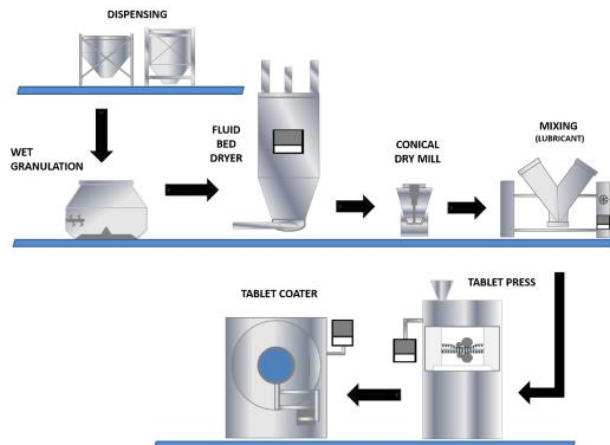 DISPENSING
WET
GRANULATION
FLUID
BED
DRYER
CONICAL
DRY MILL
MIXING
(LUBRICANT)
TABLET COATER
TABLET PRESS